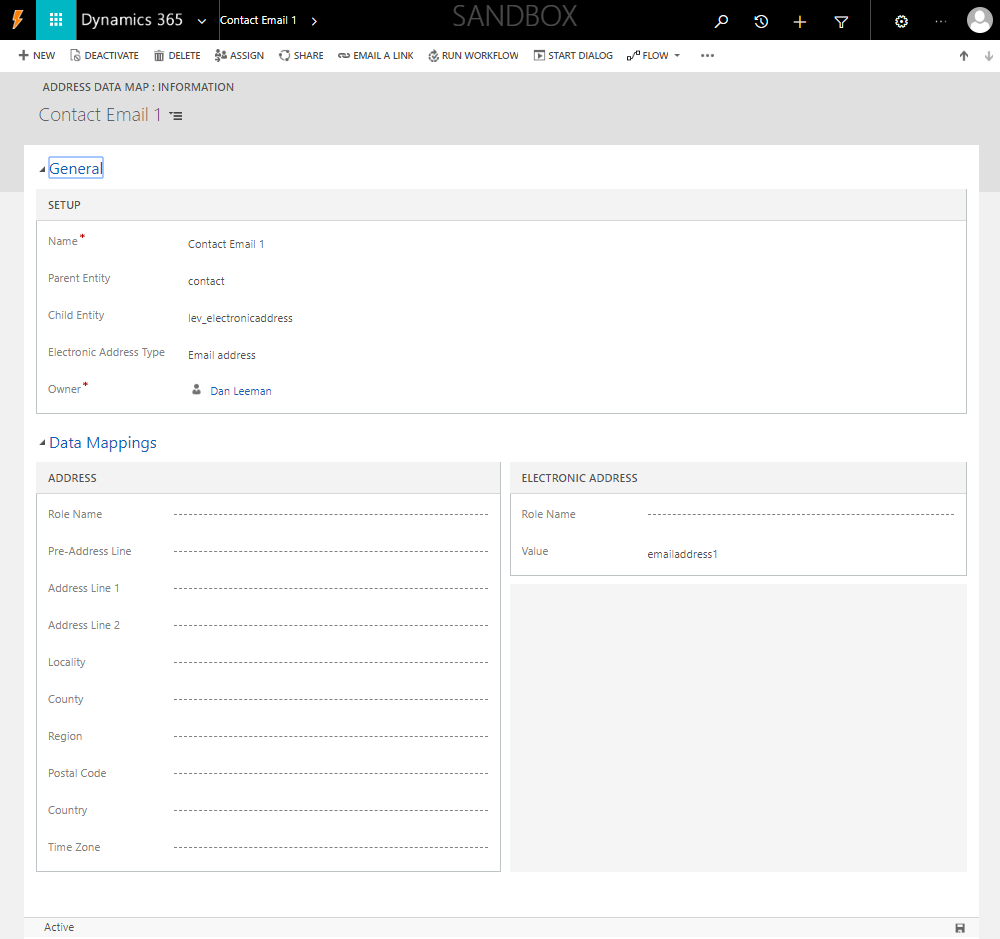 Dynamics 365
Contact Email 1
SANDBOX
NEW DEACTIVATE DELETE ASSIGN SHARE EMAIL A LINK RUN WORKFLOW START DIALOG FLOW
ADDRESS DATA MAP : INFORMATION
Contact Email 1
General
SETUP
Name* Contact Email 1
Parent Entity contact
Child Entity lev_electronicaddress
Electronic Address Type Email address
Owner* Dan Leeman
Data Mappings
ADDRESS
Role Name
Pre-Address Line
Address Line 1
Address Line 2
Locality
County
Region
Postal Code
Country
Time Zone
ELECTRONIC ADDRESS
Role Name
Value emailaddress1
Active